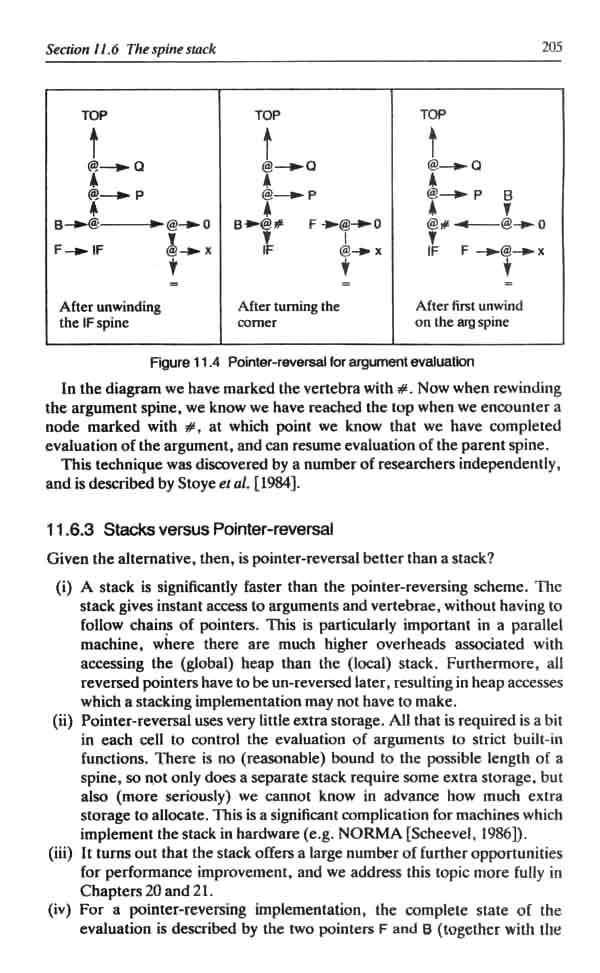 Section 11.6 The spine stack 205
TOP TOP TOP
@ Q @ Q @ Q
@ P @ P @ P B
B @ @ 0 B @ # F @ 0 @ # @ 0
F IF @ x IF @ x IF F @ x
= = =
After unwinding After turning the After first unwind
the IF spine corner on the arg spine
Figure 11.4 Pointer-reversal for argument evaluation
In the diagram we have marked the vertebra with #. Now when rewinding
the argument spine, we know we have reached the top when we encounter a
node marked with #, at which point we know that we have completed
evaluation of the argument, and can resume evaluation of the parent spine.
This technique was discovered by a number of researchers independently,
and is described by Stoye et al. [1984].
11.6.3 Stacks versus Pointer-reversal
Given the alternative, then, is pointer-reversal better than a stack?
(i) A stack is significantly faster than the pointer-reversing scheme. The
stack gives instant access to arguments and vertebrae, without having to
follow chains of pointers. This is particularly important in a parallel
machine, where there are much higher overheads associated with
accessing the (global) heap than the (local) stack. Furthermore, all
reversed pointers have to be un-reversed later, resulting in heap accesses
which a stacking implementation may not have to make.
(ii) Pointer-reversal uses very little extra storage. All that is required is a bit
in each cell to control the evaluation of arguments to strict built-in
functions. There is no (reasonable) bound to the possible length of a
spine, so not only does a separate stack require some extra storage, but
also (more seriously) we cannot know in advance how much extra
storage to allocate. This is a significant complication for machines which
implement the stack in hardware (e.g. NORMA [Scheevel, 1986]).
(iii) It turns out that the stack offers a large number of further opportunities
for performance improvement, and we address this topic more fully in
Chapters 20 and 21.
(iv) For a pointer-reversing implementation, the complete state of the
evaluation is described by the two pointers F and B (together with the